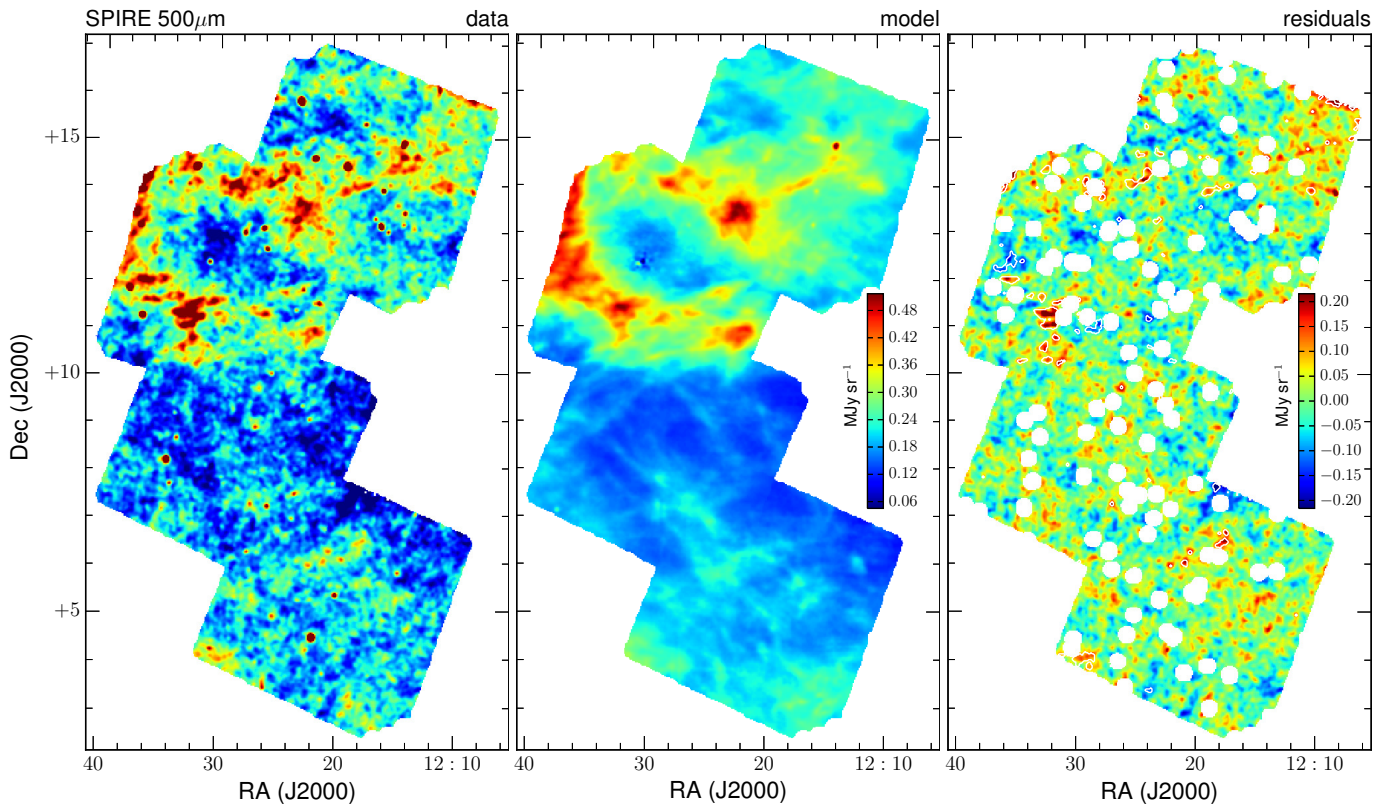 SPIRE 500μm data
model
residuals
+15
+10
+5
Dec (J2000)
MJy sr⁻¹
0.48
0.42
0.36
0.30
0.24
0.18
0.12
0.06
MJy sr⁻¹
0.20
0.15
0.10
0.05
0.00
−0.05
−0.10
−0.15
−0.20
40 30 20 12 : 10
40 30 20 12 : 10
40 30 20 12 : 10
RA (J2000)
RA (J2000)
RA (J2000)